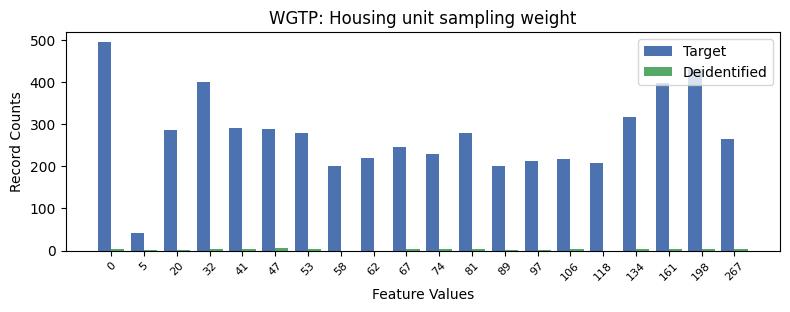 WGTP: Housing unit sampling weight
500
400
300
200
100
0
Record Counts
Target
Deidentified
0 5 20 32 41 47 53 58 62 67 74 81 89 97 106 118 134 161 198 267
Feature Values